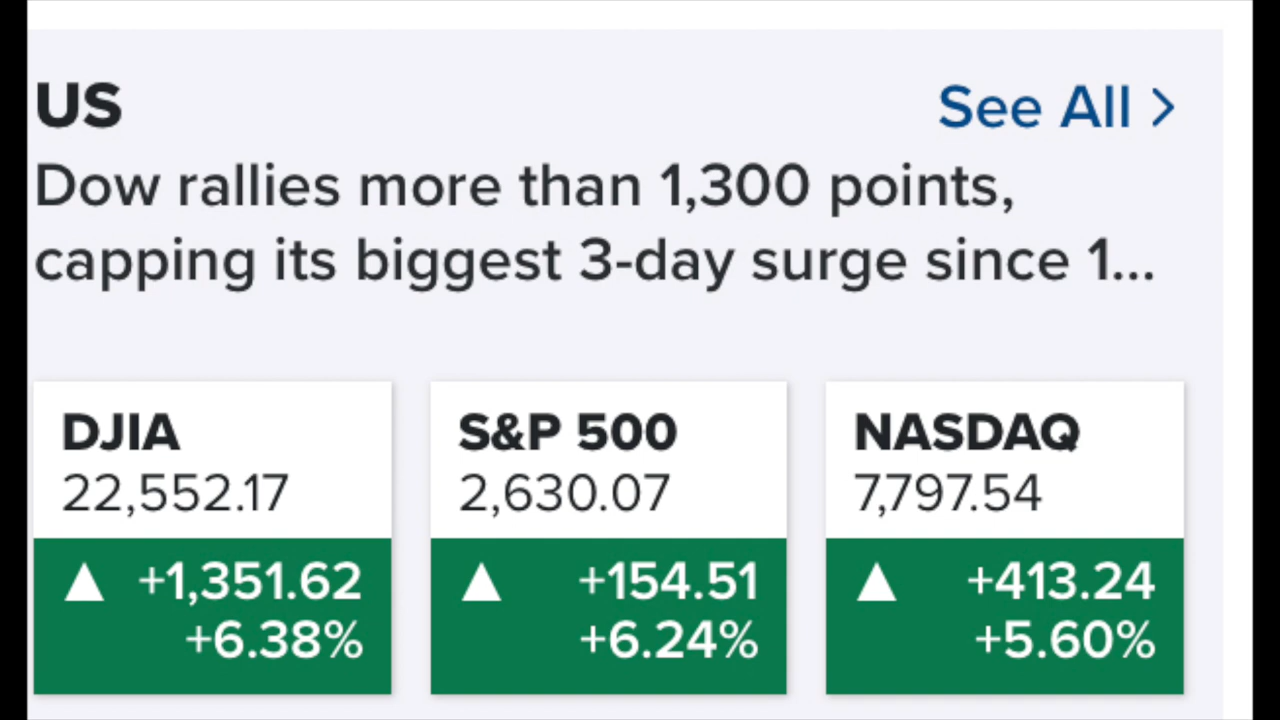 US
See All >
Dow rallies more than 1,300 points,
capping its biggest 3-day surge since 1...
DJIA
22,552.17
▲ +1,351.62
+6.38%
S&P 500
2,630.07
▲ +154.51
+6.24%
NASDAQ
7,797.54
▲ +413.24
+5.60%